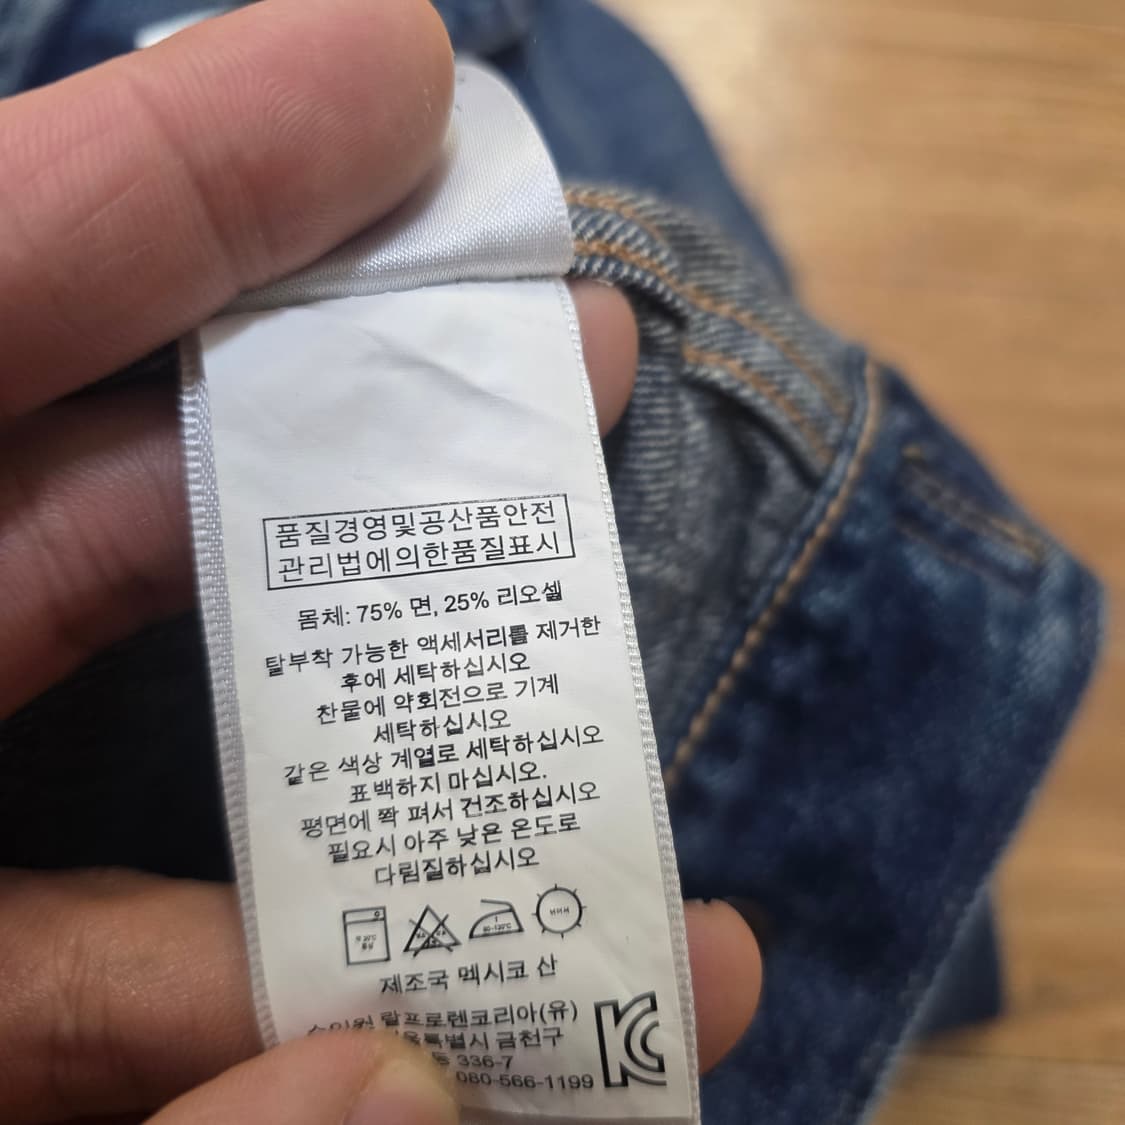 품질경영및공산품안전
관리법에의한품질표시
몸체: 75% 면, 25% 리오셀
탈부착 가능한 액세서리를 제거한
후에 세탁하십시오
찬물에 약회전으로 기계
세탁하십시오
같은 색상 계열로 세탁하십시오
표백하지 마십시오.
평면에 쫙 펴서 건조하십시오
필요시 아주 낮은 온도로
다림질하십시오
제조국 멕시코 산
랄프로렌코리아(유)
서울특별시 금천구
336-7
080-566-1199